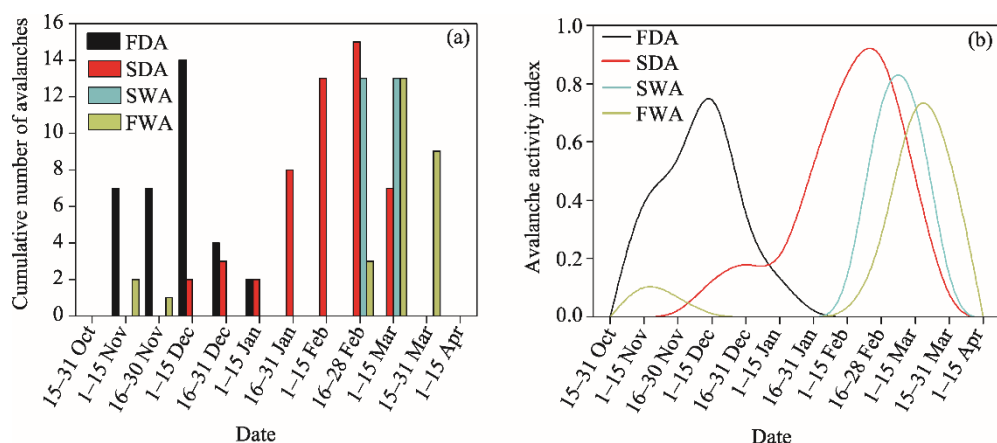 (a)
FDA
SDA
SWA
FWA
16
14
12
10
8
6
4
2
0
Cumulative number of avalanches
15–31 Oct
1–15 Nov
16–30 Nov
1–15 Dec
16–31 Dec
1–15 Jan
16–31 Jan
1–15 Feb
16–28 Feb
1–15 Mar
15–31 Mar
1–15 Apr
Date
(b)
FDA
SDA
SWA
FWA
1.0
0.8
0.6
0.4
0.2
0.0
Avalanche activity index
15–31 Oct
1–15 Nov
16–30 Nov
1–15 Dec
16–31 Dec
1–15 Jan
16–31 Jan
1–15 Feb
16–28 Feb
1–15 Mar
15–31 Mar
1–15 Apr
Date